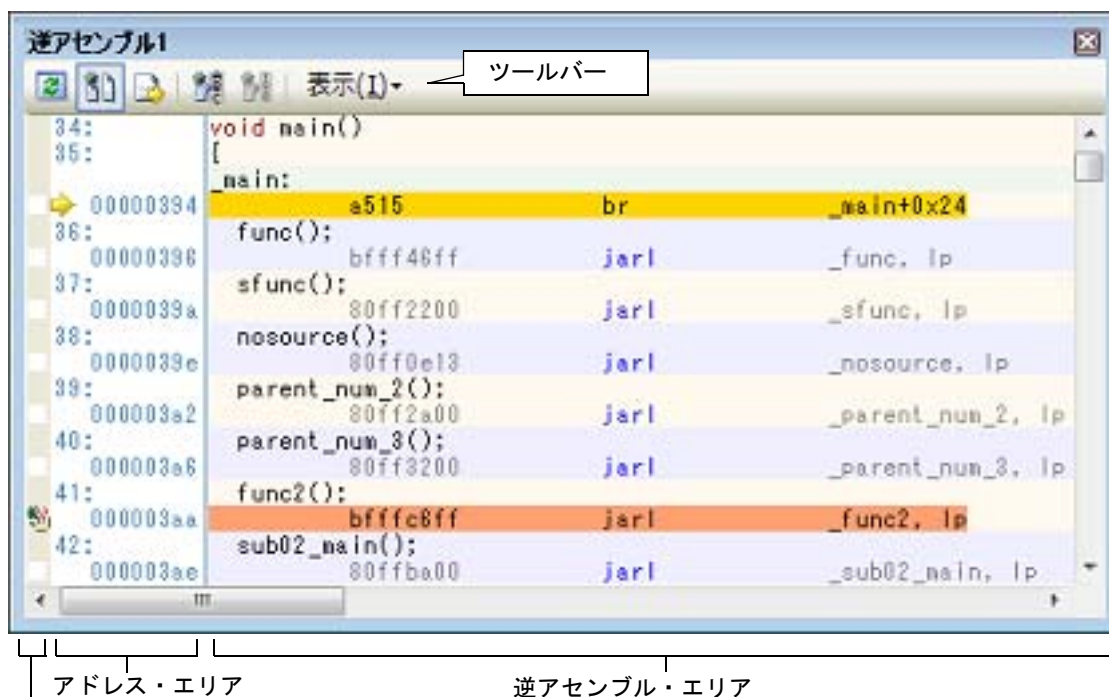 逆アセンブル1
表示(I)
ツールバー
34: void main()
35: {
_main:
00000394 a515 br _main+0x24
36: func();
00000396 bfff46ff jarl _func, lp
37: sfunc();
0000039a 80ff2200 jarl _sfunc, lp
38: nosource();
0000039e 80ff0e13 jarl _nosource, lp
39: parent_num_2();
000003a2 80ff2a00 jarl _parent_num_2, lp
40: parent_num_3();
000003a6 80ff3200 jarl _parent_num_3, lp
41: func2();
000003aa bfffc6ff jarl _func2, lp
42: sub02_main();
000003ae 80ffba00 jarl _sub02_main, lp
アドレス・エリア 逆アセンブル・エリア